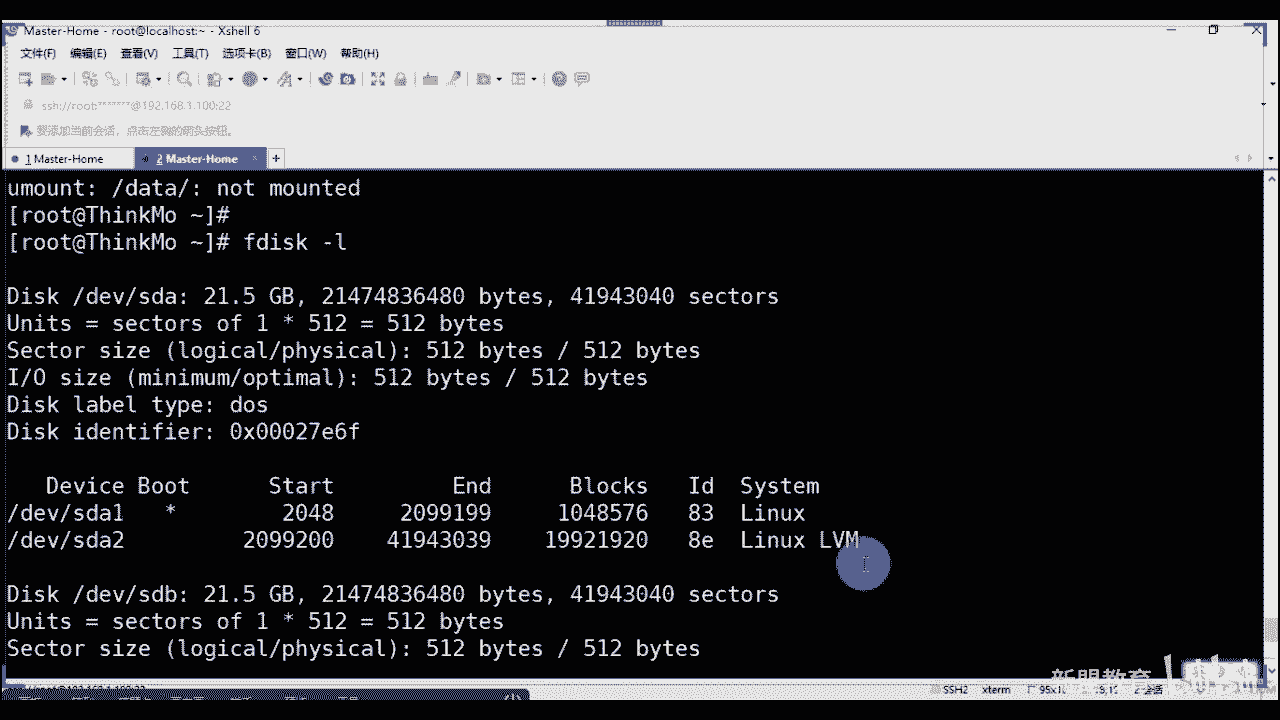 Master-Home - root@localhost:~ - Xshell 6
文件(F) 编辑(E) 查看(V) 工具(T) 选项卡(B) 窗口(W) 帮助(H)
ssh://root:*******@192.168.1.100:22
要添加当前会话，点击左侧的箭头按钮。
1 Master-Home 2 Master-Home × +
umount: /data/: not mounted
[root@ThinkMo ~]#
[root@ThinkMo ~]# fdisk -l
Disk /dev/sda: 21.5 GB, 21474836480 bytes, 41943040 sectors
Units = sectors of 1 * 512 = 512 bytes
Sector size (logical/physical): 512 bytes / 512 bytes
I/O size (minimum/optimal): 512 bytes / 512 bytes
Disk label type: dos
Disk identifier: 0x00027e6f
Device Boot Start End Blocks Id System
/dev/sda1 * 2048 2099199 1048576 83 Linux
/dev/sda2 2099200 41943039 19921920 8e Linux LVM
Disk /dev/sdb: 21.5 GB, 21474836480 bytes, 41943040 sectors
Units = sectors of 1 * 512 = 512 bytes
Sector size (logical/physical): 512 bytes / 512 bytes
新盟教育
SSH2 xterm